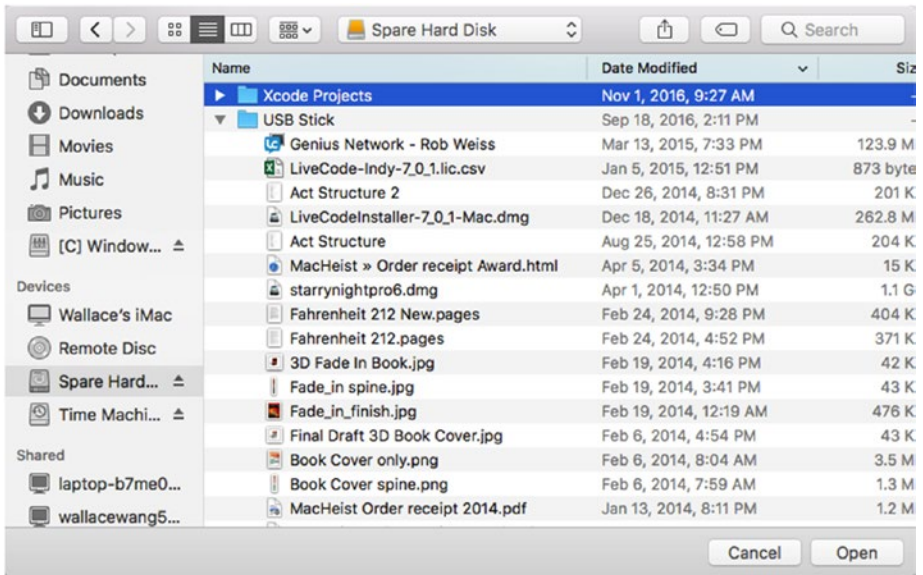 Spare Hard Disk
Search
Documents
Downloads
Movies
Music
Pictures
[C] Window...
Devices
Wallace's iMac
Remote Disc
Spare Hard...
Time Machi...
Shared
laptop-b7me0...
wallacewang5...
Name Date Modified Siz
Xcode Projects Nov 1, 2016, 9:27 AM
USB Stick Sep 18, 2016, 2:11 PM
Genius Network - Rob Weiss Mar 13, 2015, 7:33 PM 123.9 M
LiveCode-Indy-7_0_1.lic.csv Jan 5, 2015, 12:51 PM 873 byte
Act Structure 2 Dec 26, 2014, 8:31 PM 201 K
LiveCodeInstaller-7_0_1-Mac.dmg Dec 18, 2014, 11:27 AM 262.8 M
Act Structure Aug 25, 2014, 12:58 PM 204 K
MacHeist » Order receipt Award.html Apr 5, 2014, 3:34 PM 15 K
starrynightpro6.dmg Apr 1, 2014, 12:50 PM 1.1 G
Fahrenheit 212 New.pages Feb 24, 2014, 9:28 PM 404 K
Fahrenheit 212.pages Feb 24, 2014, 4:52 PM 371 K
3D Fade In Book.jpg Feb 19, 2014, 4:16 PM 42 K
Fade_in spine.jpg Feb 19, 2014, 3:41 PM 43 K
Fade_in_finish.jpg Feb 19, 2014, 12:19 AM 476 K
Final Draft 3D Book Cover.jpg Feb 6, 2014, 4:54 PM 43 K
Book Cover only.png Feb 6, 2014, 8:04 AM 3.5 M
Book Cover spine.png Feb 6, 2014, 7:59 AM 1.3 M
MacHeist Order receipt 2014.pdf Jan 13, 2014, 8:11 PM 1.2 M
Cancel Open